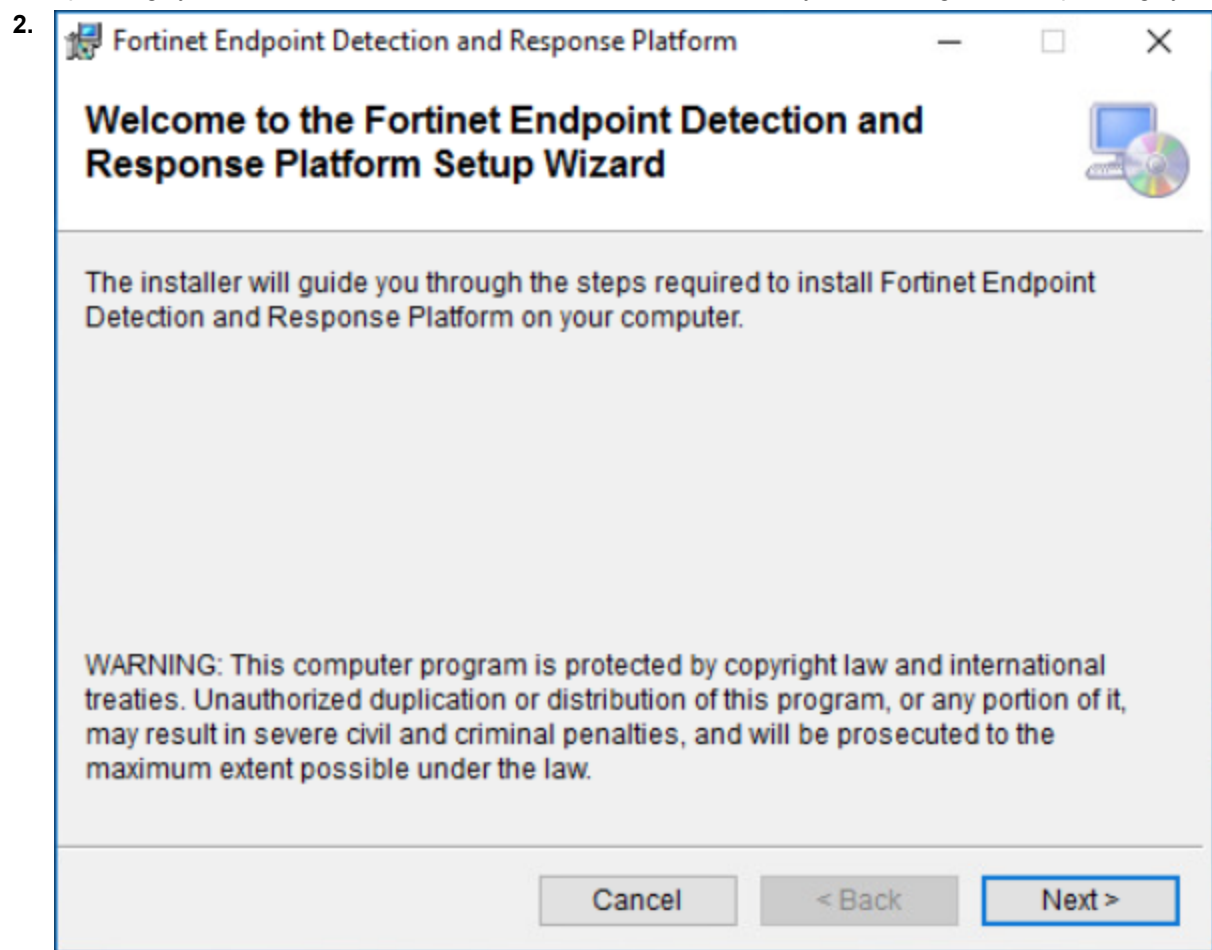 2.
Fortinet Endpoint Detection and Response Platform
Welcome to the Fortinet Endpoint Detection and
Response Platform Setup Wizard
The installer will guide you through the steps required to install Fortinet Endpoint
Detection and Response Platform on your computer.
WARNING: This computer program is protected by copyright law and international
treaties. Unauthorized duplication or distribution of this program, or any portion of it,
may result in severe civil and criminal penalties, and will be prosecuted to the
maximum extent possible under the law.
Cancel < Back Next >